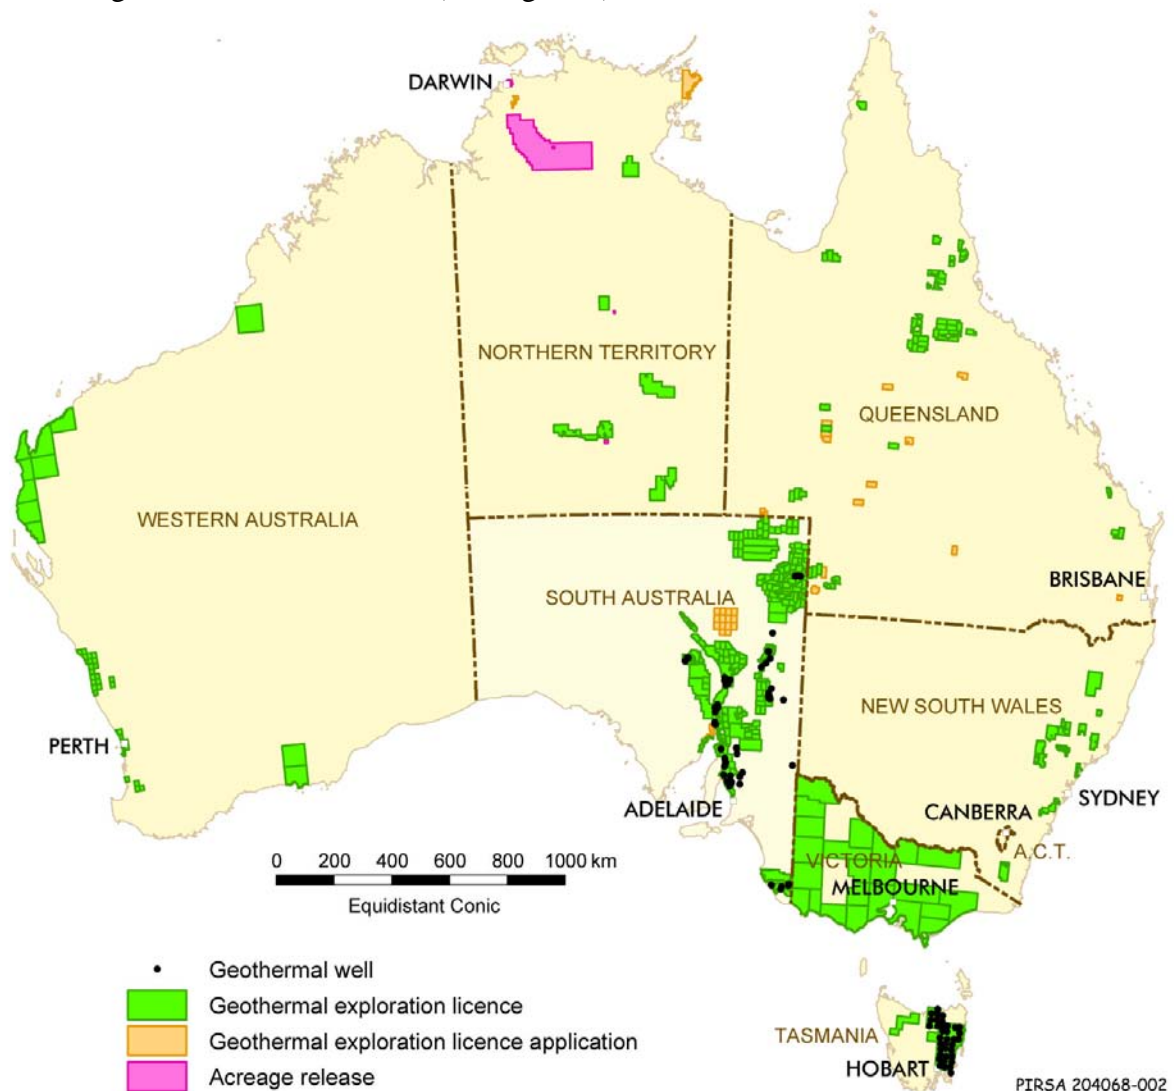 DARWIN
NORTHERN TERRITORY
QUEENSLAND
WESTERN AUSTRALIA
SOUTH AUSTRALIA
BRISBANE
NEW SOUTH WALES
PERTH
ADELAIDE
SYDNEY
CANBERRA
A.C.T.
VICTORIA
MELBOURNE
0 200 400 600 800 1000 km
Equidistant Conic
Geothermal well
Geothermal exploration licence
Geothermal exploration licence application
Acreage release
TASMANIA
HOBART
PIRSA 204068-002